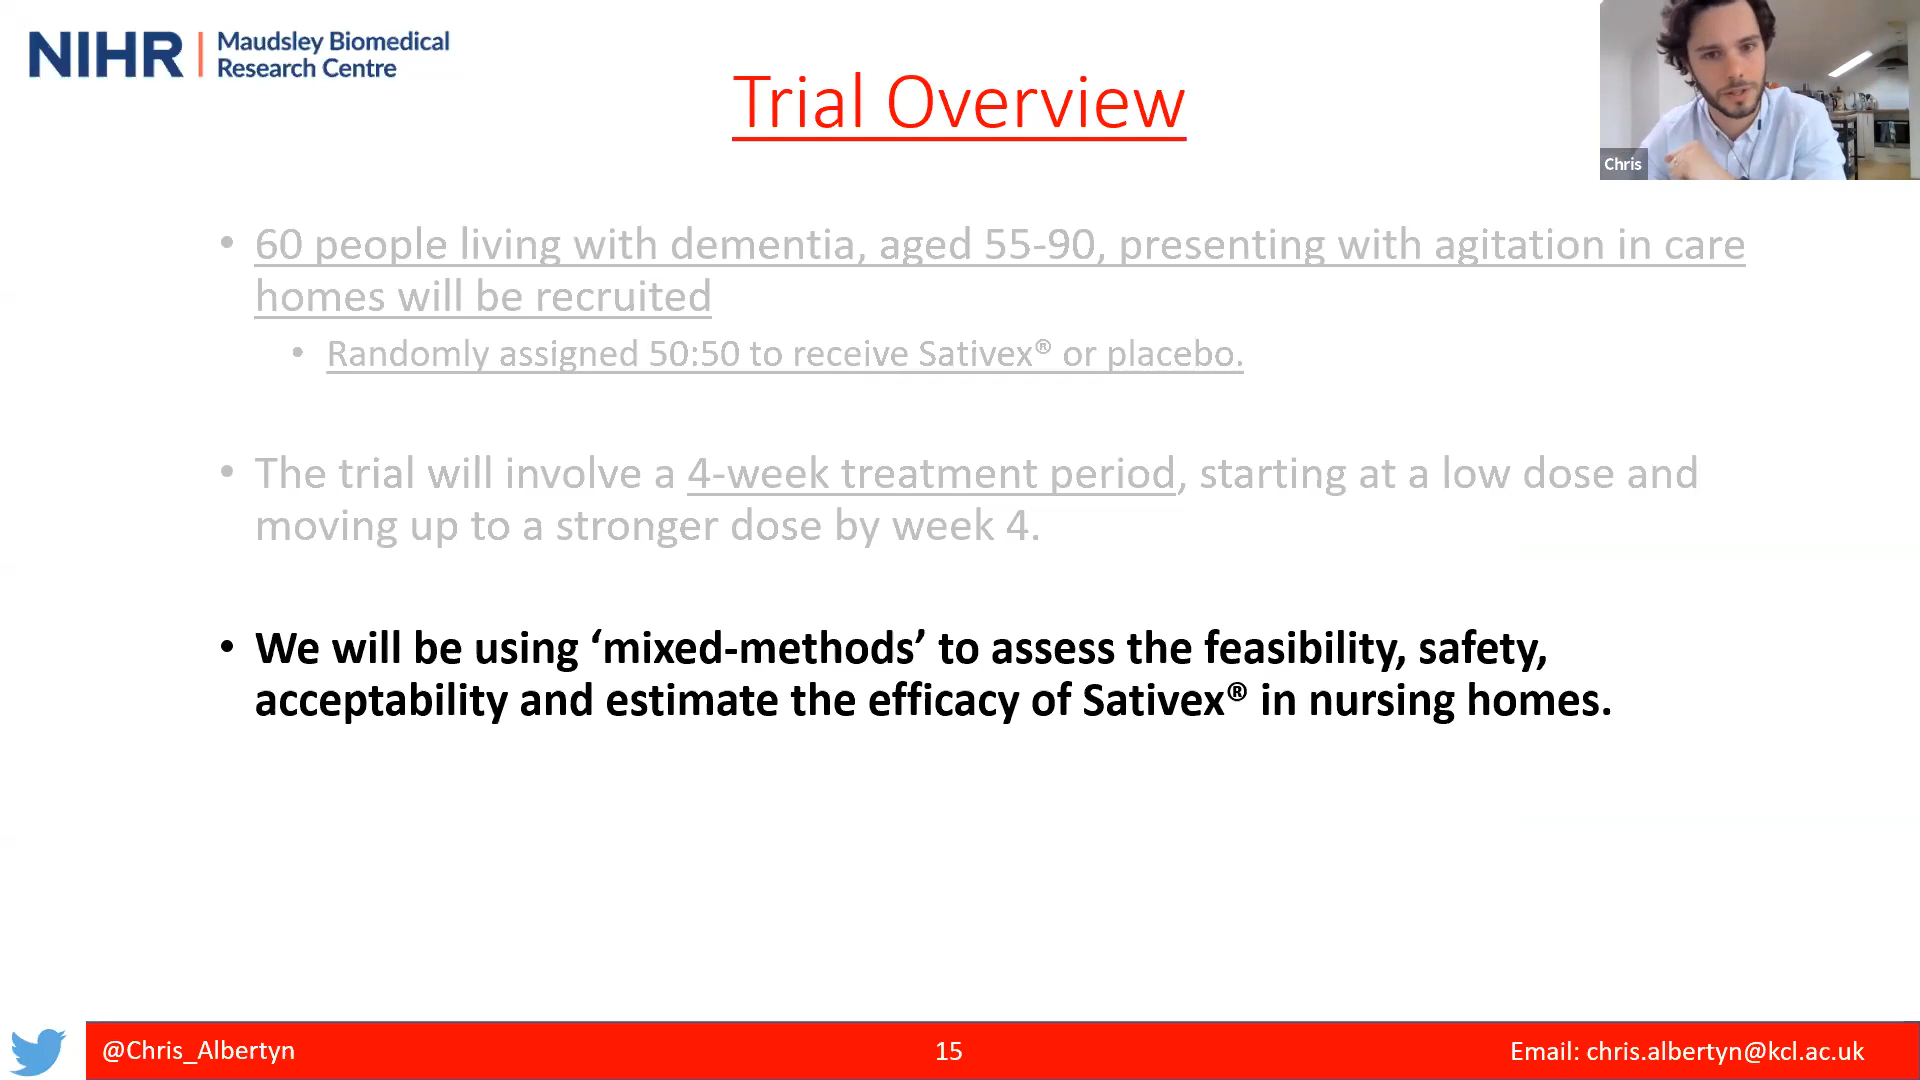 NIHR | Maudsley Biomedical
Research Centre
Trial Overview
Chris
• 60 people living with dementia, aged 55-90, presenting with agitation in care
homes will be recruited
• Randomly assigned 50:50 to receive Sativex® or placebo.
• The trial will involve a 4-week treatment period, starting at a low dose and
moving up to a stronger dose by week 4.
• We will be using ‘mixed-methods’ to assess the feasibility, safety,
acceptability and estimate the efficacy of Sativex® in nursing homes.
@Chris_Albertyn
15
Email: chris.albertyn@kcl.ac.uk